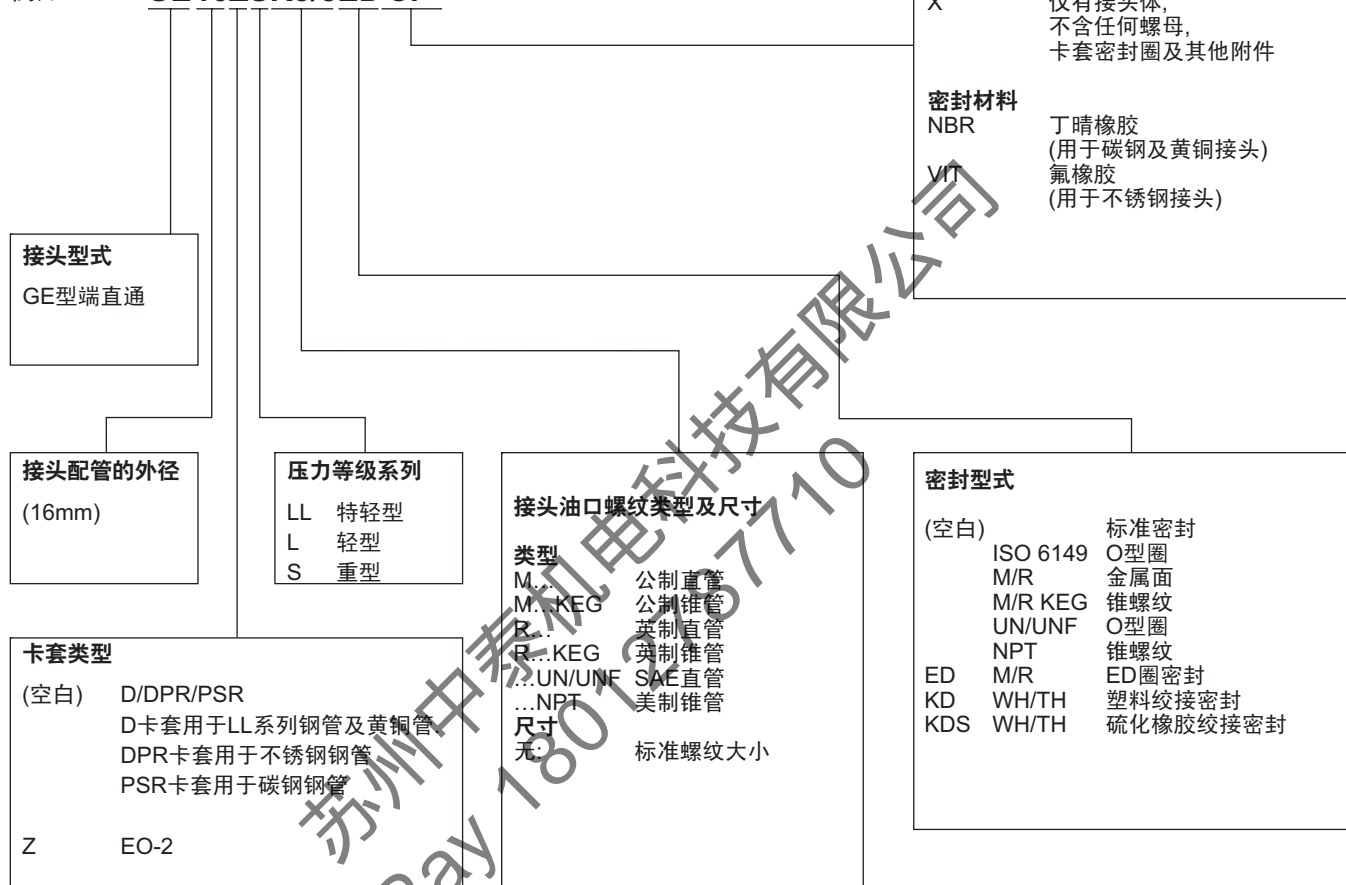 X 仅有接头体,
不含任何螺母,
卡套密封圈及其他附件
密封材料
NBR 丁晴橡胶
(用于碳钢及黄铜接头)
VIT 氟橡胶
(用于不锈钢接头)
接头型式
GE型端直通
接头配管的外径
(16mm)
压力等级系列
LL 特轻型
L 轻型
S 重型
接头油口螺纹类型及尺寸
类型
M... 公制直管
M...KEG 公制锥管
R... 英制直管
R...KEG 英制锥管
...UN/UNF SAE直管
...NPT 美制锥管
尺寸
无: 标准螺纹大小
密封型式
(空白) 标准密封
ISO 6149 O型圈
M/R 金属面
M/R KEG 锥螺纹
UN/UNF O型圈
NPT 锥螺纹
ED M/R ED圈密封
KD WH/TH 塑料绞接密封
KDS WH/TH 硫化橡胶绞接密封
卡套类型
(空白) D/DPR/PSR
D卡套用于LL系列钢管及黄铜管.
DPR卡套用于不锈钢钢管
PSR卡套用于碳钢钢管
Z EO-2
苏州中泰机电科技有限公司
Ray 18012787710